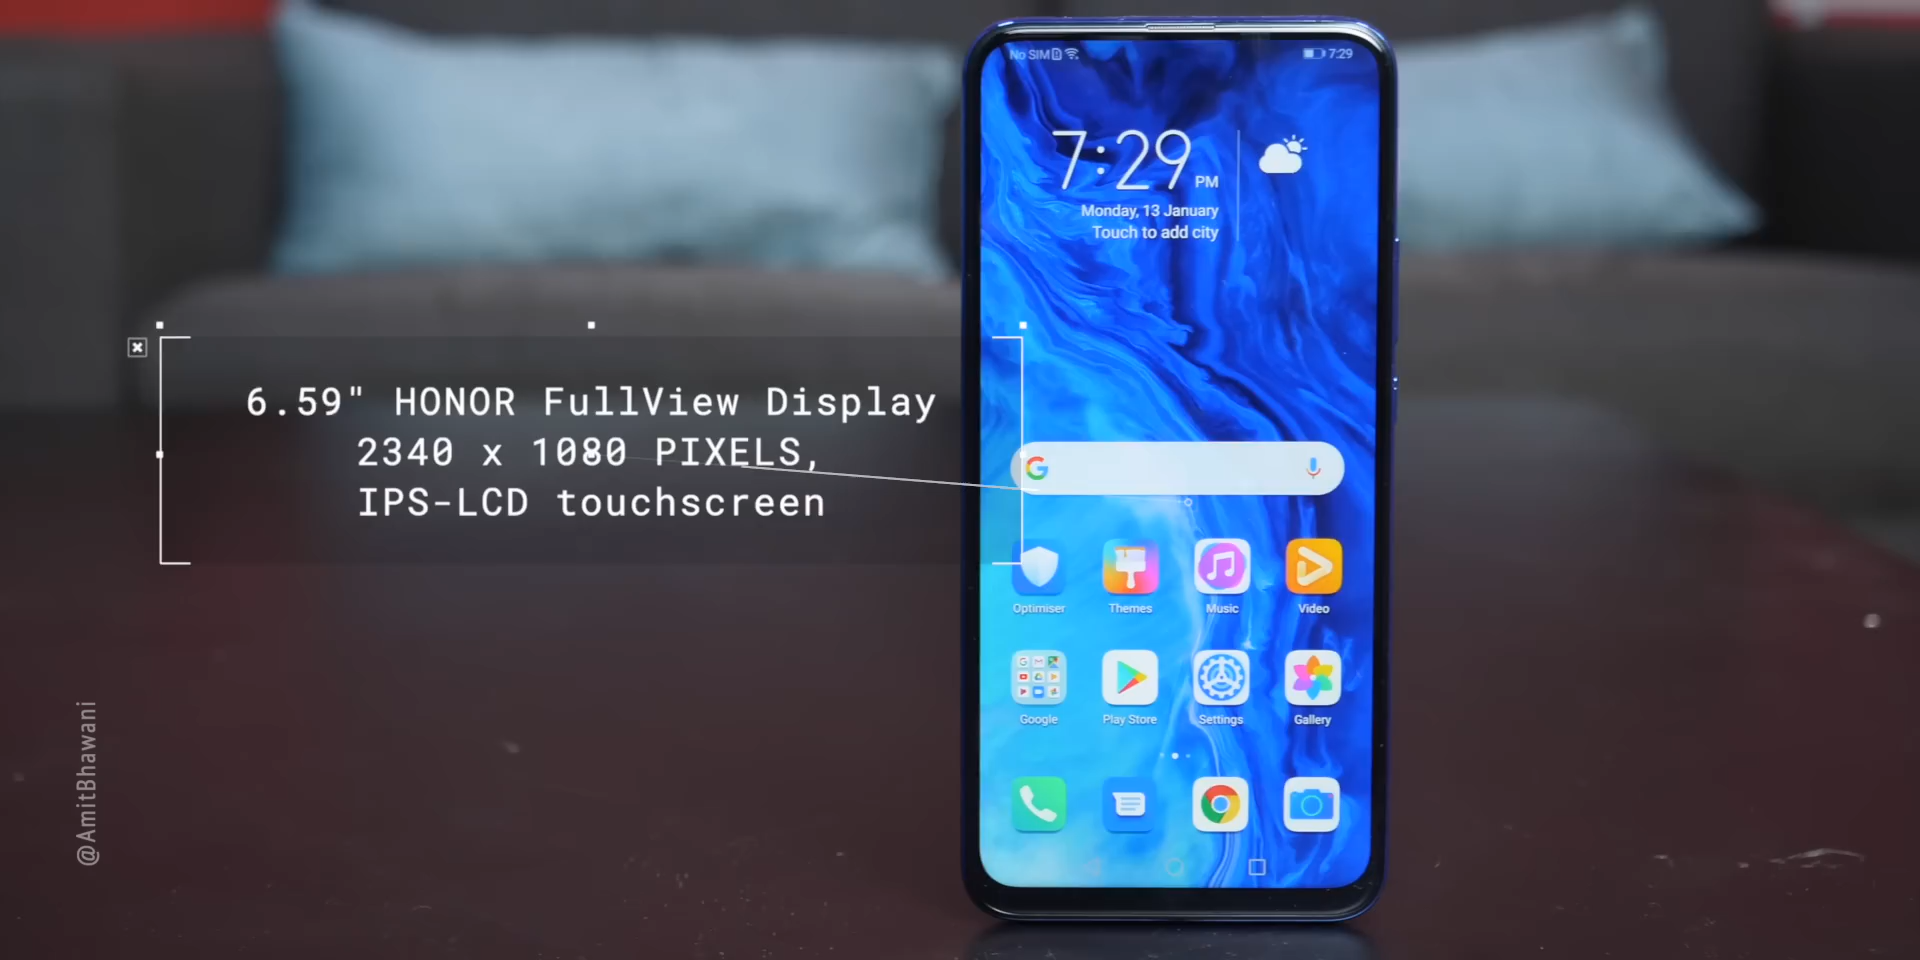 No SIM
7:29
7:29 PM
Monday, 13 January
Touch to add city
6.59" HONOR FullView Display
2340 x 1080 PIXELS,
IPS-LCD touchscreen
G
Optimiser Themes Music Video
Google Play Store Settings Gallery
@AmitBhawani